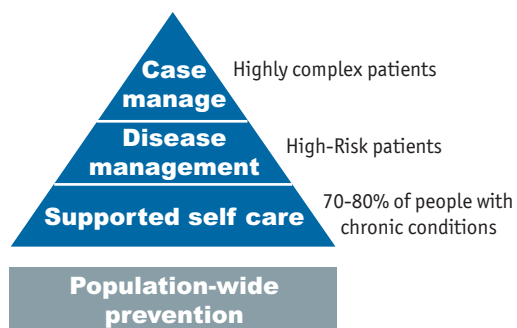 Case
manage
Highly complex patients
Disease
management
High-Risk patients
Supported self care
70-80% of people with
chronic conditions
Population-wide
prevention